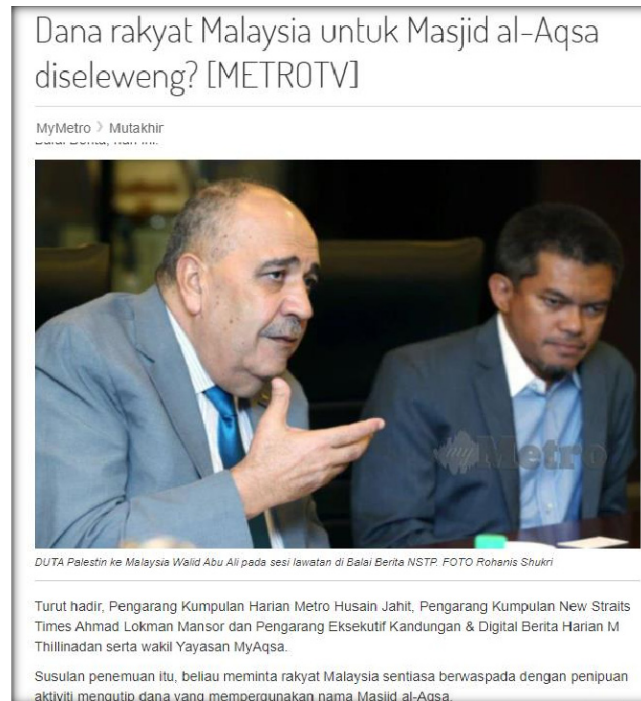 Dana rakyat Malaysia untuk Masjid al-Aqsa
diseleweng? [METROTV]
MyMetro > Mutakhir
my Metro
DUTA Palestin ke Malaysia Walid Abu Ali pada sesi lawatan di Balai Berita NSTP. FOTO Rohanis Shukri
Turut hadir, Pengarang Kumpulan Harian Metro Husain Jahit, Pengarang Kumpulan New Straits
Times Ahmad Lokman Mansor dan Pengarang Eksekutif Kandungan & Digital Berita Harian M
Thillinadan serta wakil Yayasan MyAqsa.
Susulan penemuan itu, beliau meminta rakyat Malaysia sentiasa berwaspada dengan penipuan
aktiviti mengutip dana yang mempergunakan nama Masjid al-Aqsa.